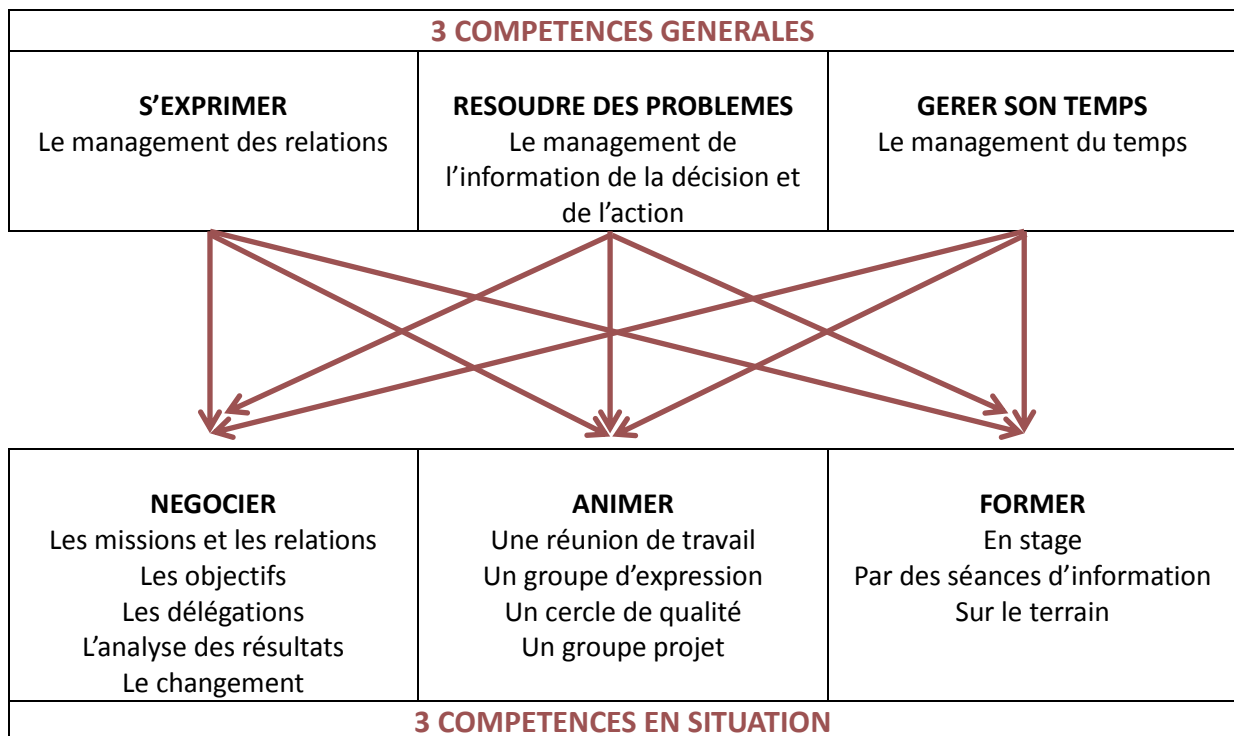 3 COMPETENCES GENERALES
S’EXPRIMER
Le management des relations
RESOUDRE DES PROBLEMES
Le management de
l’information de la décision et
de l’action
GERER SON TEMPS
Le management du temps
NEGOCIER
Les missions et les relations
Les objectifs
Les délégations
L’analyse des résultats
Le changement
ANIMER
Une réunion de travail
Un groupe d’expression
Un cercle de qualité
Un groupe projet
FORMER
En stage
Par des séances d’information
Sur le terrain
3 COMPETENCES EN SITUATION